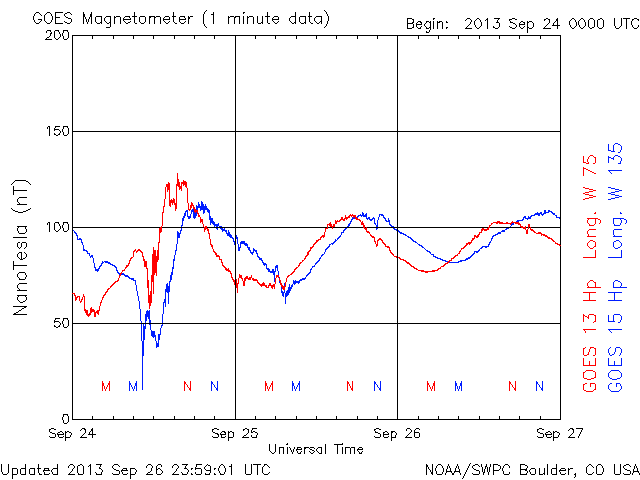 GOES Magnetometer (1 minute data)
Begin: 2013 Sep 24 0000 UTC
200
150
100
50
0
NanoTesla (nT)
GOES 13 Hp Long. W 75
GOES 15 Hp Long. W 135
M M N N M M N N M M N N
Sep 24 Sep 25 Sep 26 Sep 27
Universal Time
Updated 2013 Sep 26 23:59:01 UTC
NOAA/SWPC Boulder, CO USA